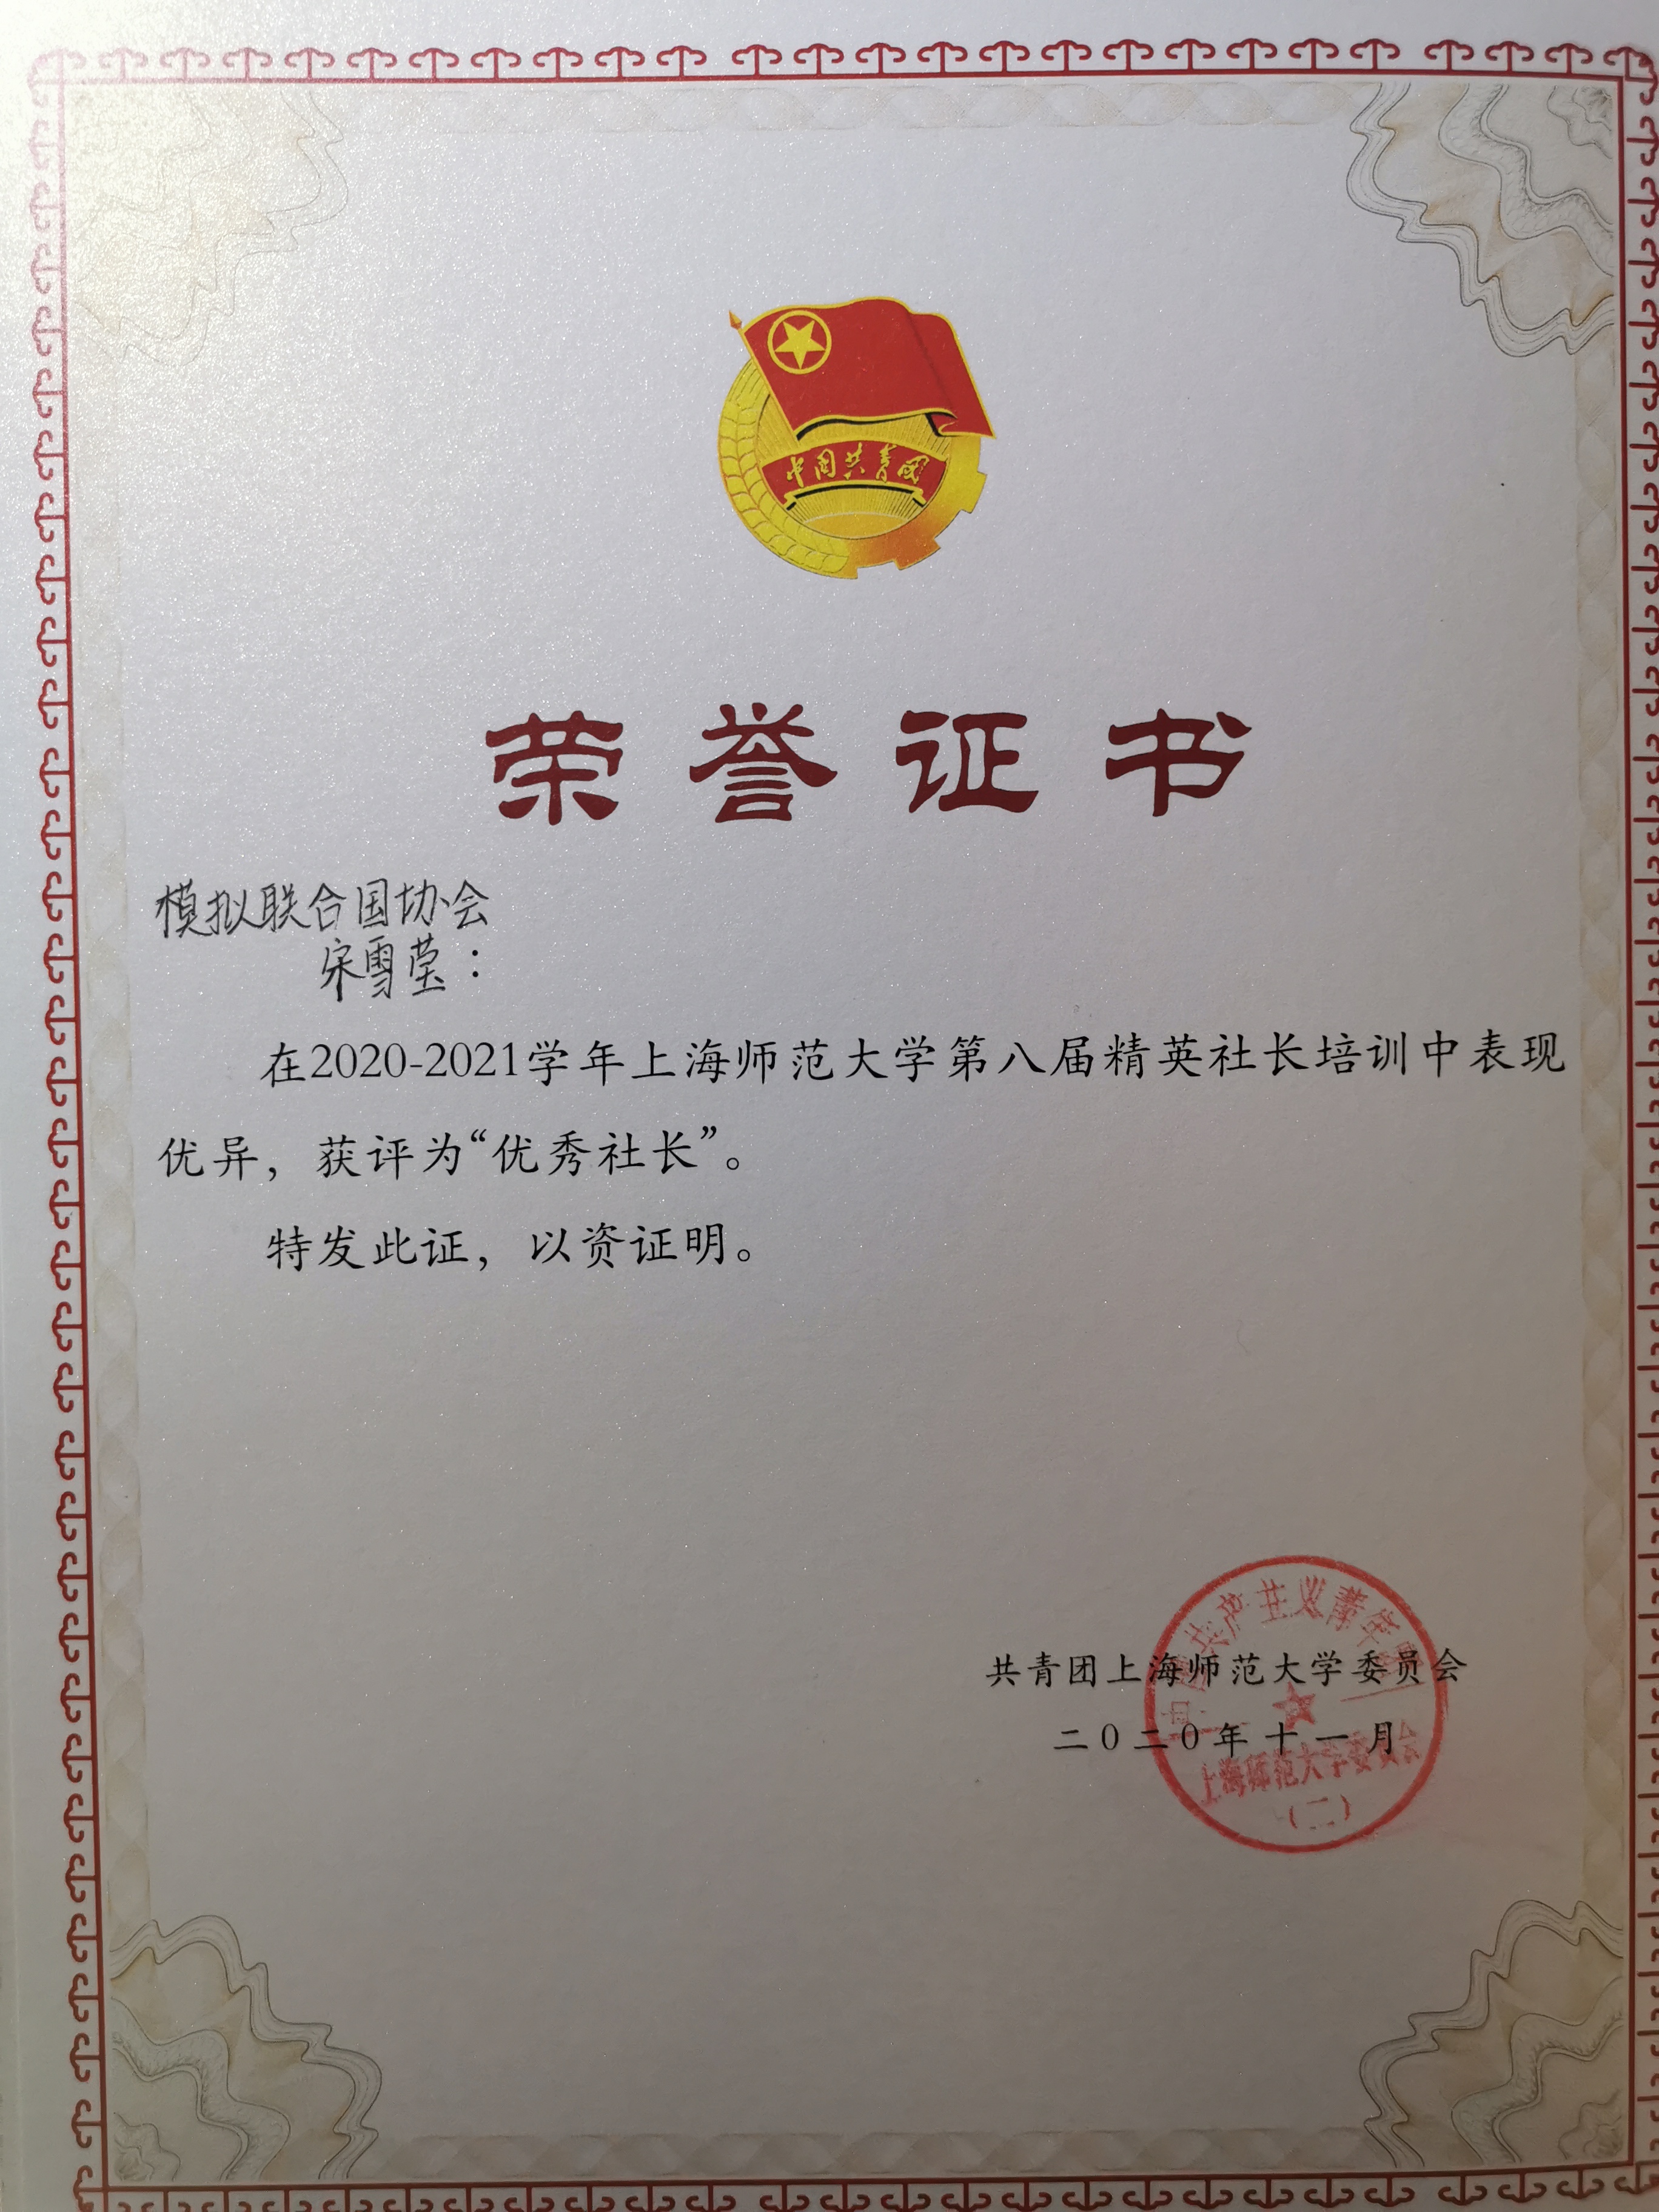 中国共青团
荣誉证书
模拟联合国协会
宋雪莹：
在2020-2021学年上海师范大学第八届精英社长培训中表现
优异，获评为“优秀社长”。
特发此证，以资证明。
共产主义青年团
共青团上海师范大学委员会
二0二0年十一月
上海师范大学委员会
（二）